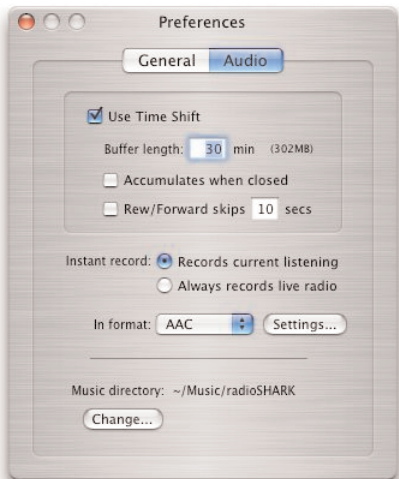 Preferences
General Audio
Use Time Shift
Buffer length: 30 min (302MB)
Accumulates when closed
Rew/Forward skips 10 secs
Instant record: Records current listening
Always records live radio
In format: AAC Settings...
Music directory: ~/Music/radioSHARK
Change...